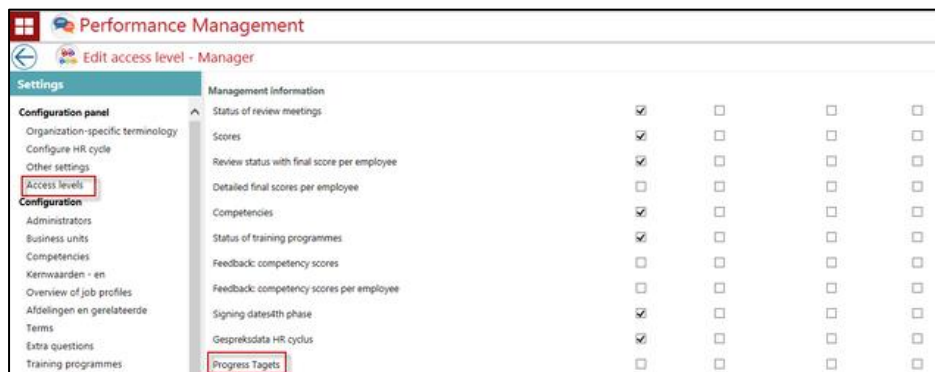 Performance Management
Edit access level - Manager
Settings
Configuration panel
Organization-specific terminology
Configure HR cycle
Other settings
Access levels
Configuration
Administrators
Business units
Competencies
Kernwaarden - en
Overview of job profiles
Afdelingen en gerelateerde
Terms
Extra questions
Training programmes
Management information
Status of review meetings
Scores
Review status with final score per employee
Detailed final scores per employee
Competencies
Status of training programmes
Feedback: competency scores
Feedback: competency scores per employee
Signing dates4th phase
Gespreksdata HR cyclus
Progress Tagets